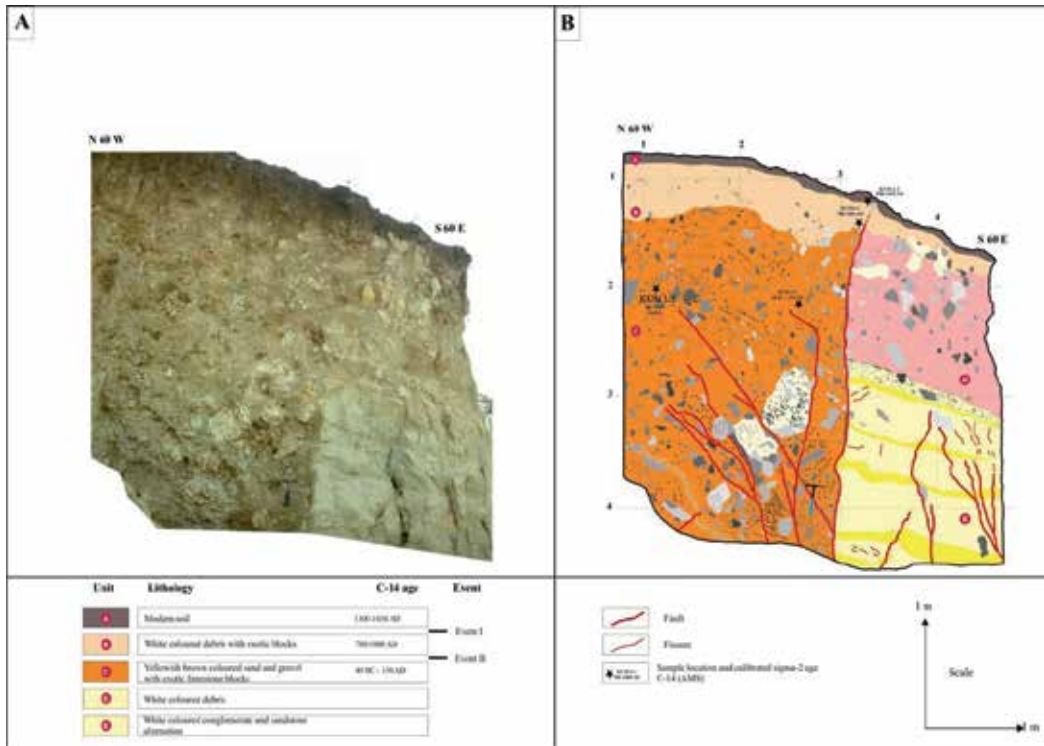 A
B
N 60 W
S 60 E
N 60 W
1
2
3
4
S 60 E
1
2
3
4
Unit Lithology C-14 age Event
A Modern soil
B White coloured debris with exotic blocks
Event I
C Yellowish brown coloured sand and gravel
with exotic limestone blocks
Event II
White coloured debris
White coloured conglomerate and sandstone
alternation
Fault
Fissure
Sample location and calibrated sigma-2 age
C-14 (AMS)
1 m
Scale
1 m